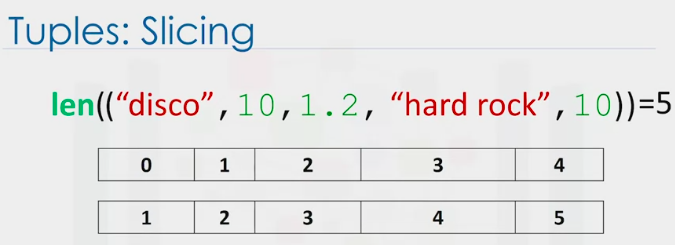 Tuples: Slicing
len((“disco”, 10, 1.2, “hard rock”, 10))=5
0 1 2 3 4
1 2 3 4 5